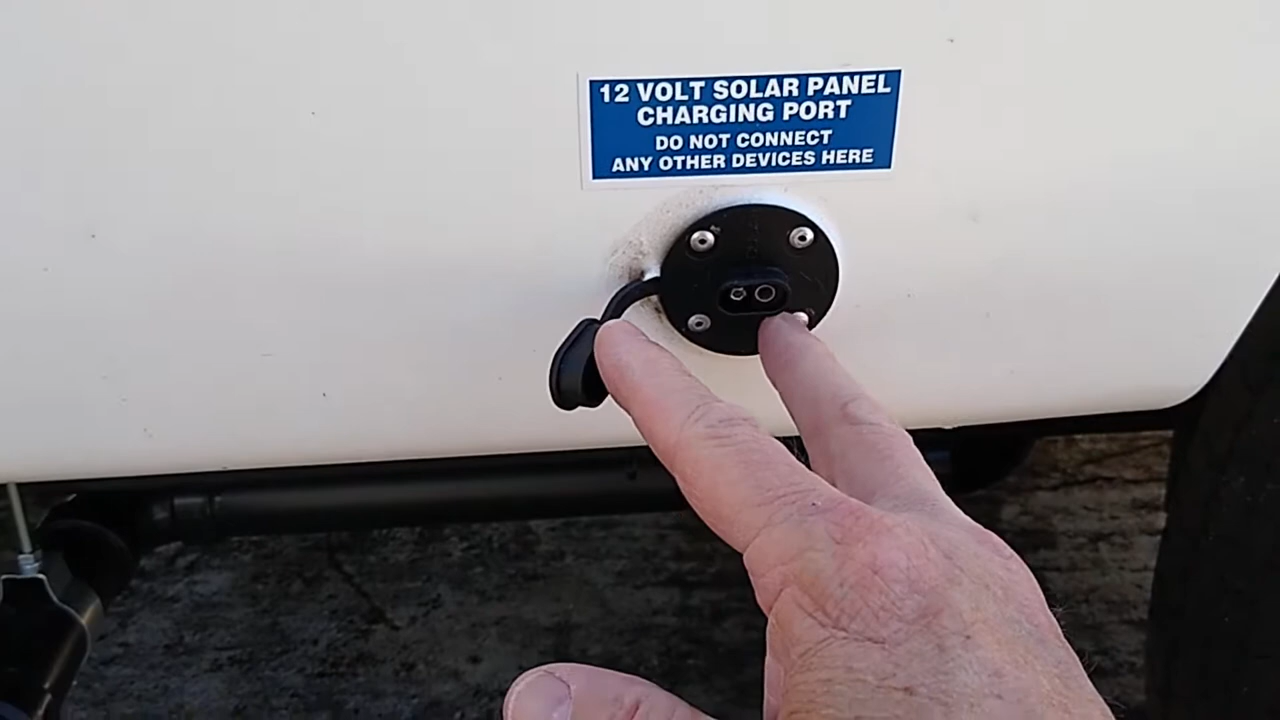 12 VOLT SOLAR PANEL
CHARGING PORT
DO NOT CONNECT
ANY OTHER DEVICES HERE